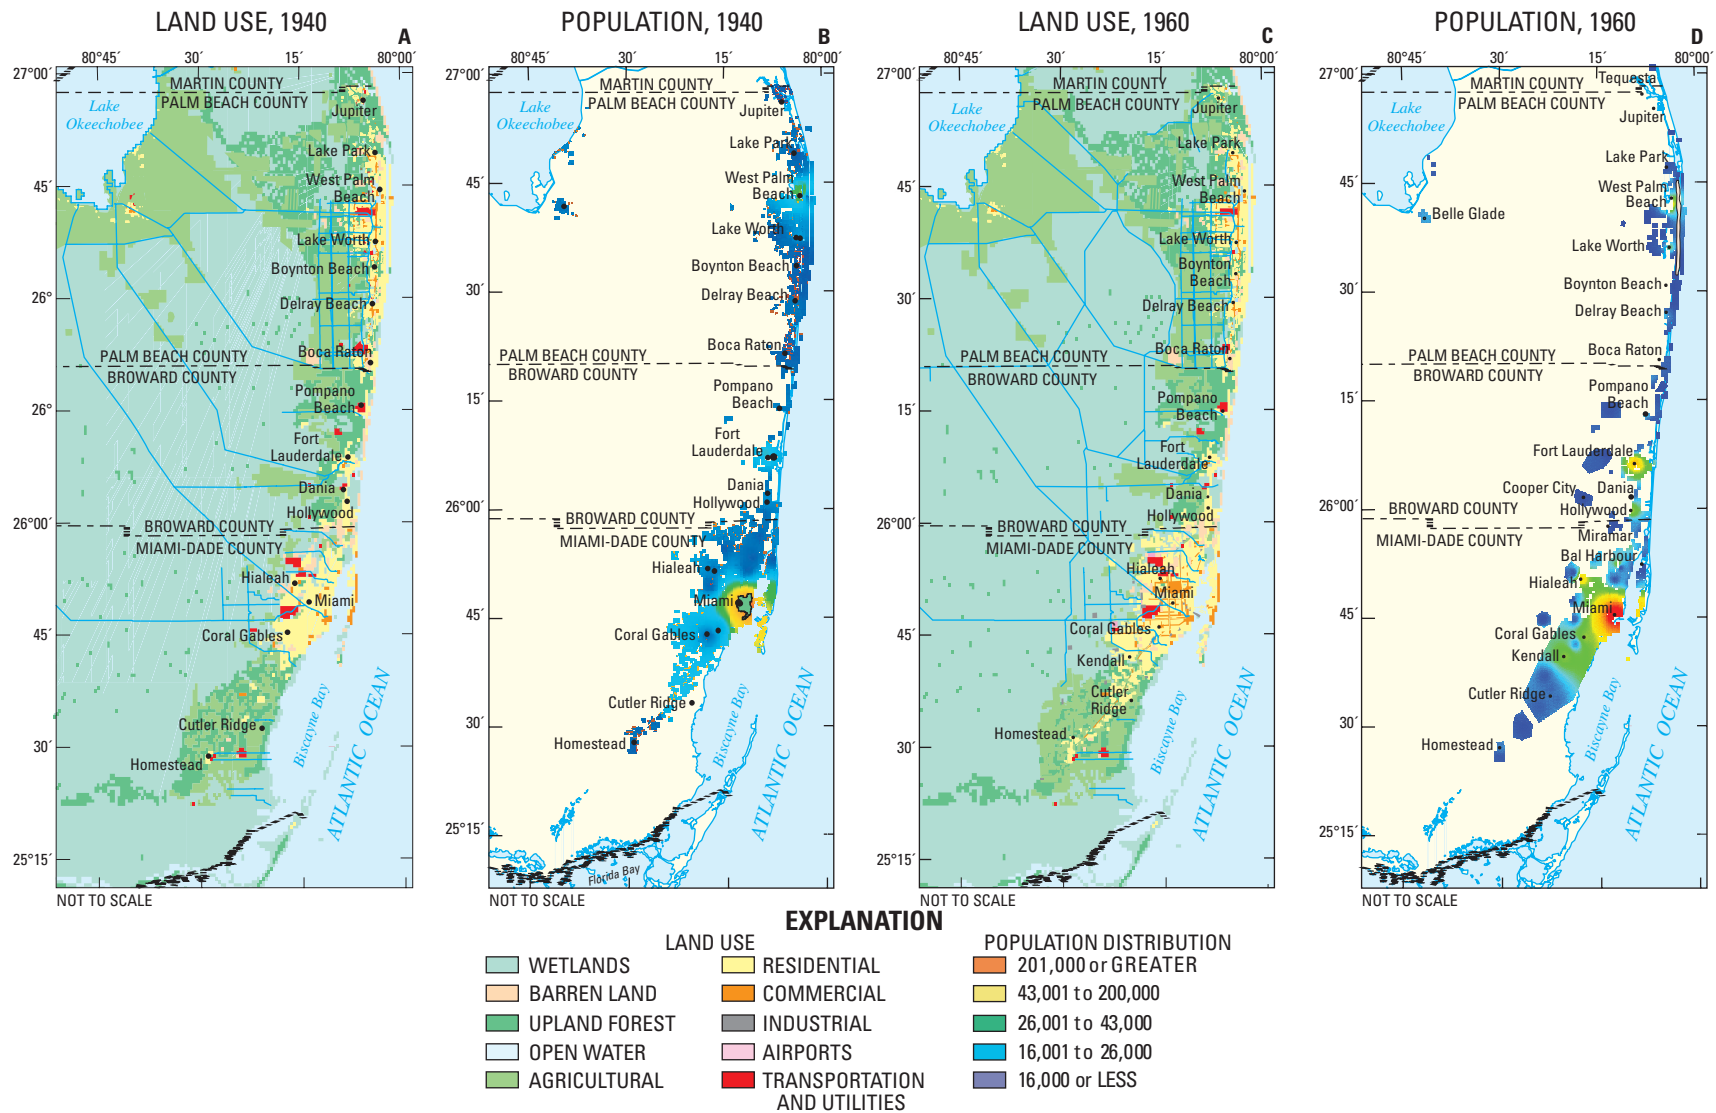 LAND USE, 1940
A
80°45´
30´
15´
80°00´
27°00´
45´
26°
26°
26°00´
45´
30´
25°15´
MARTIN COUNTY
PALM BEACH COUNTY
Lake
Okeechobee
Jupiter
Lake Park
West Palm
Beach
Lake Worth
Boynton Beach
Delray Beach
Boca Raton
PALM BEACH COUNTY
BROWARD COUNTY
Pompano
Beach
Fort
Lauderdale
Dania
Hollywood
BROWARD COUNTY
MIAMI-DADE COUNTY
Hialeah
Miami
Coral Gables
Cutler Ridge
Homestead
Biscayne Bay
ATLANTIC OCEAN
NOT TO SCALE
POPULATION, 1940
B
80°45´
30´
15´
80°00´
27°00´
45´
30´
15´
26°00´
45´
30´
25°15´
MARTIN COUNTY
PALM BEACH COUNTY
Lake
Okeechobee
Jupiter
Lake Park
West Palm
Beach
Lake Worth
Boynton Beach
Delray Beach
Boca Raton
PALM BEACH COUNTY
BROWARD COUNTY
Pompano
Beach
Fort
Lauderdale
Dania
Hollywood
BROWARD COUNTY
MIAMI-DADE COUNTY
Hialeah
Miami
Coral Gables
Cutler Ridge
Homestead
Biscayne Bay
ATLANTIC OCEAN
Florida Bay
NOT TO SCALE
LAND USE, 1960
C
80°45´
30´
15´
80°00´
27°00´
45´
30´
15´
26°00´
45´
30´
25°15´
MARTIN COUNTY
PALM BEACH COUNTY
Lake
Okeechobee
Jupiter
Lake Park
West Palm
Beach
Lake Worth
Boynton
Beach
Delray Beach
Boca Raton
PALM BEACH COUNTY
BROWARD COUNTY
Pompano
Beach
Fort
Lauderdale
Dania
Hollywood
BROWARD COUNTY
MIAMI-DADE COUNTY
Hialeah
Miami
Coral Gables
Kendall
Cutler
Ridge
Homestead
Biscayne Bay
ATLANTIC OCEAN
NOT TO SCALE
POPULATION, 1960
D
80°45´
30´
15´
80°00´
27°00´
45´
30´
15´
26°00´
45´
30´
25°15´
MARTIN COUNTY
PALM BEACH COUNTY
Tequesta
Lake
Okeechobee
Jupiter
Lake Park
West Palm
Beach
Belle Glade
Lake Worth
Boynton Beach
Delray Beach
Boca Raton
PALM BEACH COUNTY
BROWARD COUNTY
Pompano
Beach
Fort Lauderdale
Cooper City
Dania
Hollywood
BROWARD COUNTY
MIAMI-DADE COUNTY
Miramar
Bal Harbour
Hialeah
Miami
Coral Gables
Kendall
Cutler Ridge
Homestead
Biscayne Bay
ATLANTIC OCEAN
NOT TO SCALE
EXPLANATION
LAND USE
WETLANDS
BARREN LAND
UPLAND FOREST
OPEN WATER
AGRICULTURAL
RESIDENTIAL
COMMERCIAL
INDUSTRIAL
AIRPORTS
TRANSPORTATION
AND UTILITIES
POPULATION DISTRIBUTION
201,000 or GREATER
43,001 to 200,000
26,001 to 43,000
16,001 to 26,000
16,000 or LESS